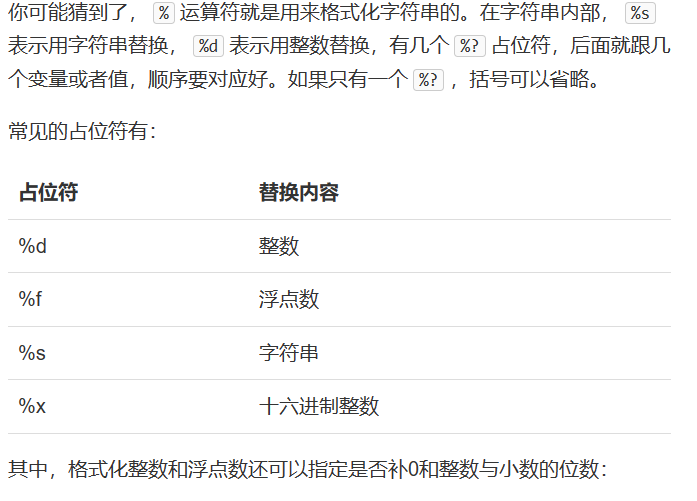 你可能猜到了， % 运算符就是用来格式化字符串的。在字符串内部， %s
表示用字符串替换， %d 表示用整数替换，有几个 %? 占位符，后面就跟几
个变量或者值，顺序要对应好。如果只有一个 %? ，括号可以省略。
常见的占位符有：
占位符 替换内容
%d 整数
%f 浮点数
%s 字符串
%x 十六进制整数
其中，格式化整数和浮点数还可以指定是否补0和整数与小数的位数：